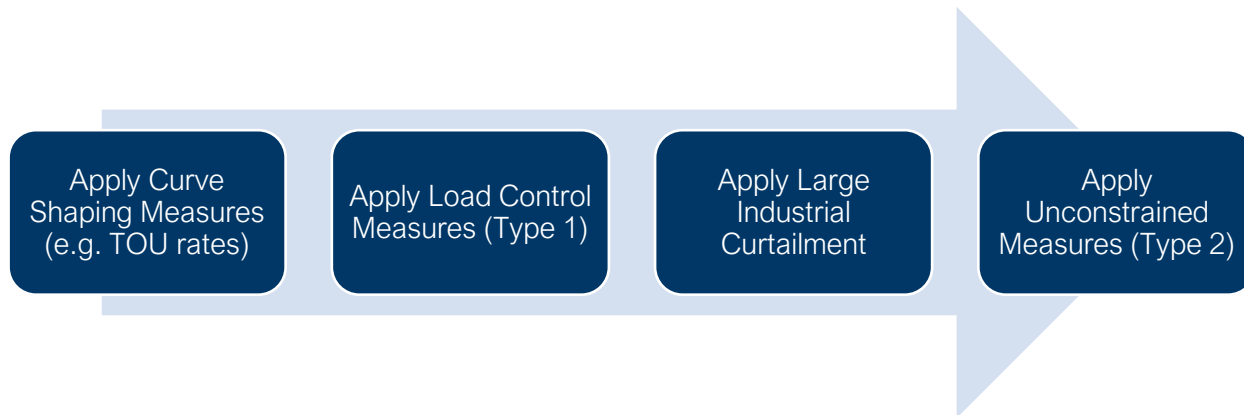 Apply Curve
Shaping Measures
(e.g. TOU rates)
Apply Load Control
Measures (Type 1)
Apply Large
Industrial
Curtailment
Apply
Unconstrained
Measures (Type 2)